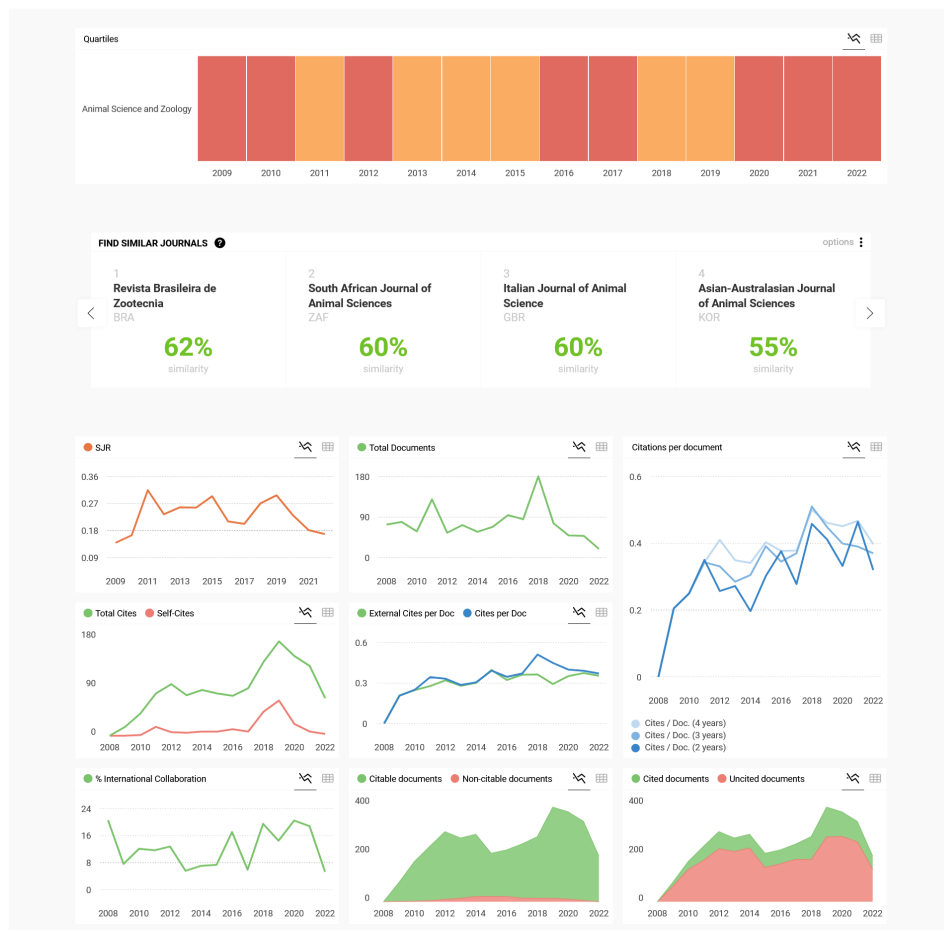 Quartiles
Animal Science and Zoology
2009 2010 2011 2012 2013 2014 2015 2016 2017 2018 2019 2020 2021 2022
FIND SIMILAR JOURNALS ?
options
1
Revista Brasileira de
Zootecnia
BRA
62%
similarity
2
South African Journal of
Animal Sciences
ZAF
60%
similarity
3
Italian Journal of Animal
Science
GBR
60%
similarity
4
Asian-Australasian Journal
of Animal Sciences
KOR
55%
similarity
SJR
0.36
0.27
0.18
0.09
2009 2011 2013 2015 2017 2019 2021
Total Documents
180
90
0
2008 2010 2012 2014 2016 2018 2020 2022
Citations per document
0.6
0.4
0.2
0
2008 2010 2012 2014 2016 2018 2020 2022
Cites / Doc. (4 years)
Cites / Doc. (3 years)
Cites / Doc. (2 years)
Total Cites Self-Cites
180
90
0
2008 2010 2012 2014 2016 2018 2020 2022
External Cites per Doc Cites per Doc
0.6
0.3
0
2008 2010 2012 2014 2016 2018 2020 2022
% International Collaboration
24
16
8
0
2008 2010 2012 2014 2016 2018 2020 2022
Citable documents Non-citable documents
400
200
0
2008 2010 2012 2014 2016 2018 2020 2022
Cited documents Uncited documents
400
200
0
2008 2010 2012 2014 2016 2018 2020 2022